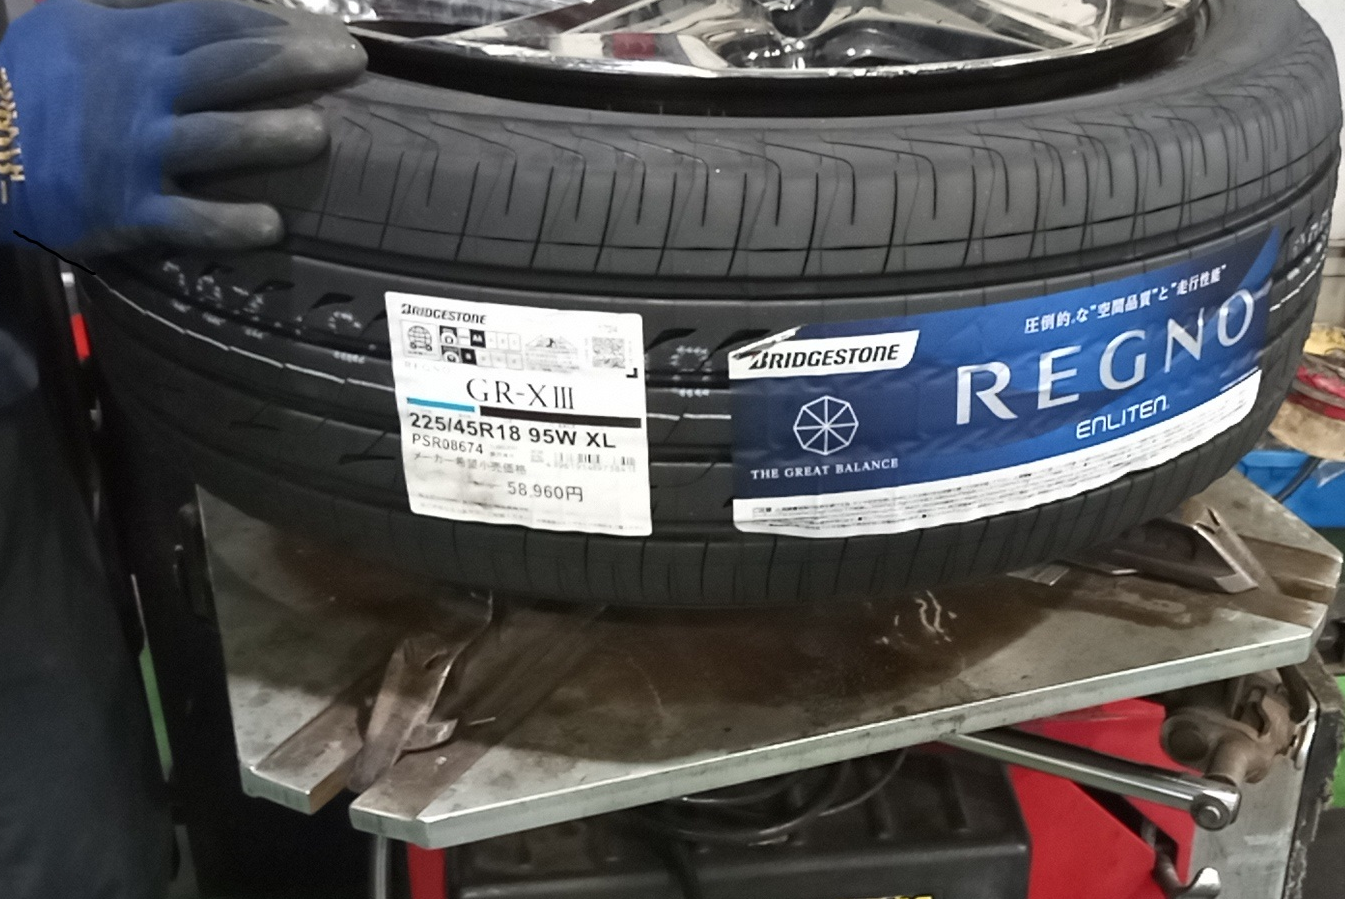 BRIDGESTONE
REGNO
GR-XIII
225/45R18 95W XL
PSR08674
メーカー希望小売価格
58,960円
圧倒的な"空間品質"と"走行性能"
BRIDGESTONE
REGNO
ENLITEN
THE GREAT BALANCE